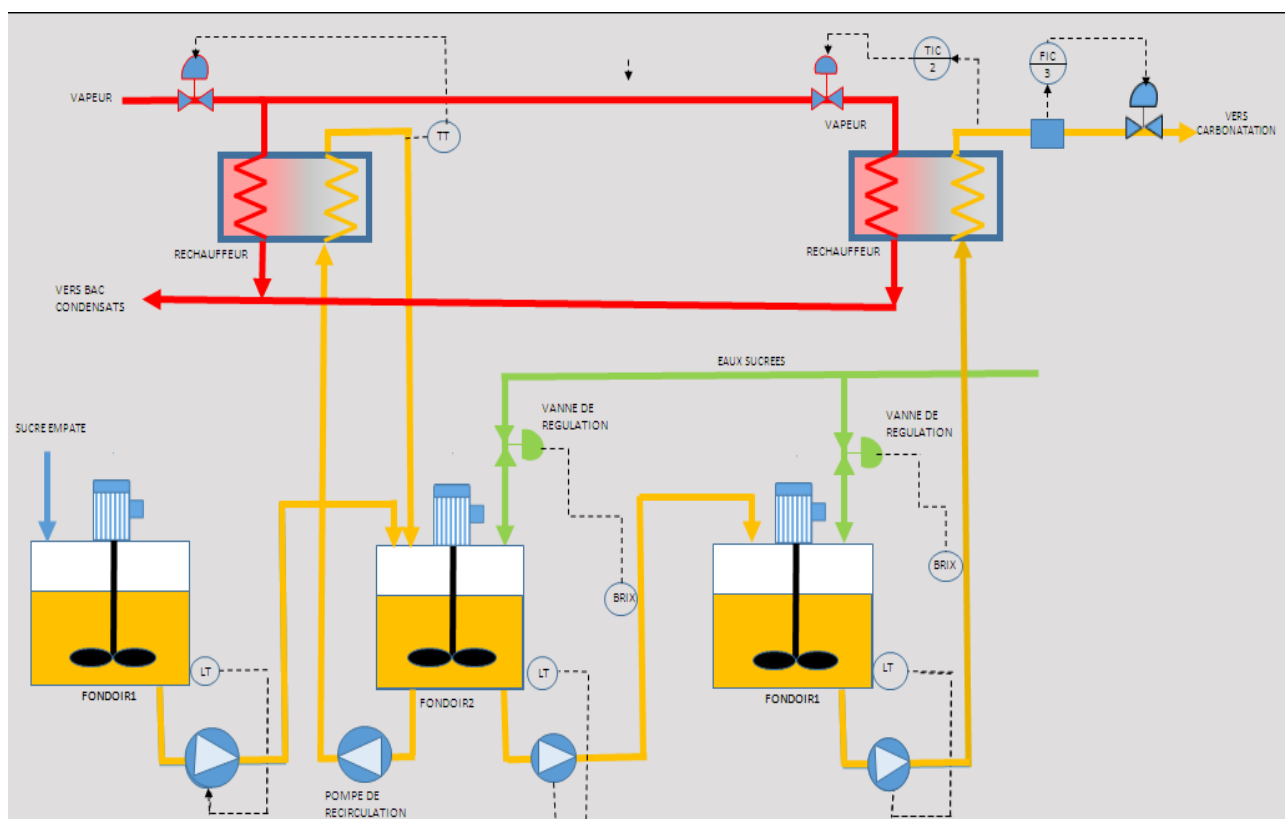 TIC
2
FIC
3
VAPEUR
VAPEUR
VERS
CARBONATATION
TT
RECHAUFFEUR
RECHAUFFEUR
VERS BAC
CONDENSATS
EAUX SUCREES
VANNE DE
REGULATION
VANNE DE
REGULATION
SUCRE EMPATE
BRIX
BRIX
LT
LT
LT
FONDOIR1
FONDOIR2
FONDOIR1
POMPE DE
RECIRCULATION